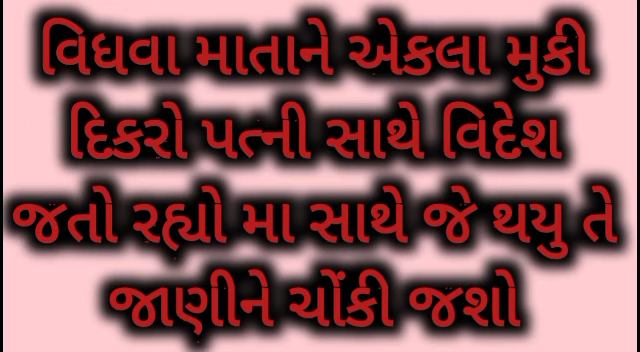 વિધવા માતાને એકલા મુકી
દિકરો પત્ની સાથે વિદેશ
જતો રહ્યો મા સાથે જે થયુ તે
જાણીને ચોંકી જશો